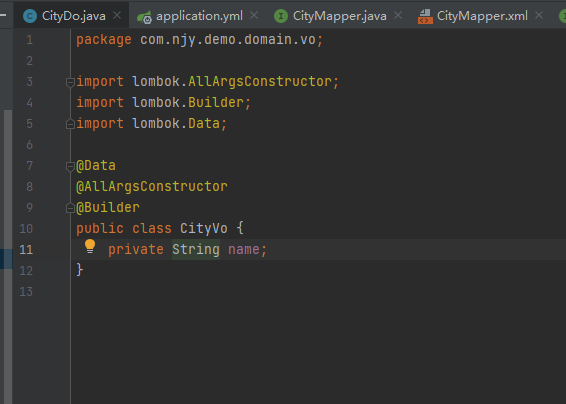 CityDo.java application.yml CityMapper.java CityMapper.xml
1 package com.njy.demo.domain.vo;
2
3 import lombok.AllArgsConstructor;
4 import lombok.Builder;
5 import lombok.Data;
6
7 @Data
8 @AllArgsConstructor
9 @Builder
10 public class CityVo {
11 private String name;
12 }
13